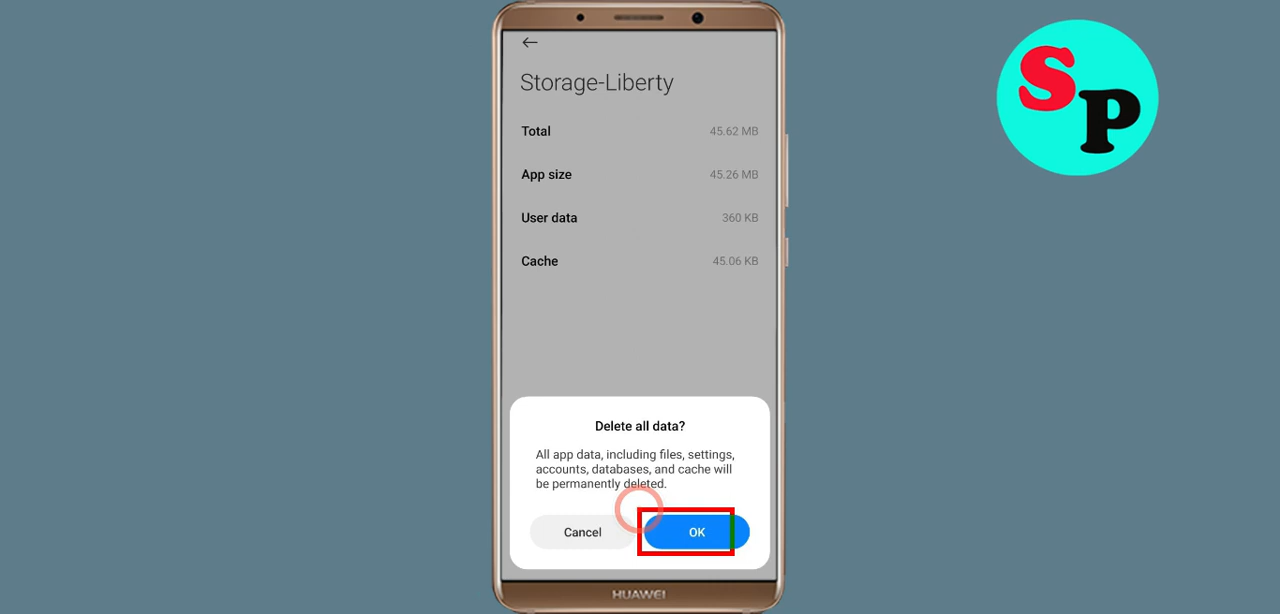 Storage-Liberty
Total 45.62 MB
App size 45.26 MB
User data 360 KB
Cache 45.06 KB
Delete all data?
All app data, including files, settings,
accounts, databases, and cache will
be permanently deleted.
Cancel OK
HUAWEI
SP